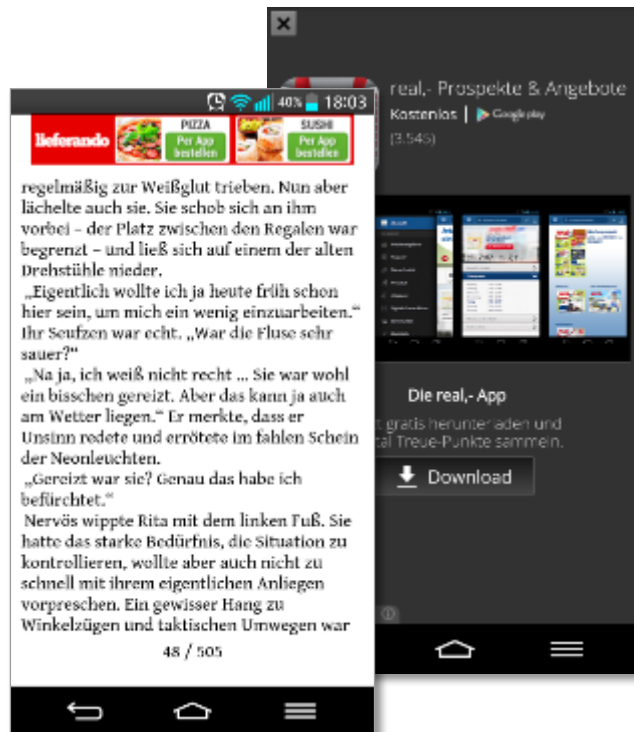 40% 18:03
lieferando
PIZZA
Per App
bestellen
SUSHI
Per App
bestellen
regelmäßig zur Weißglut trieben. Nun aber
lächelte auch sie. Sie schob sich an ihm
vorbei – der Platz zwischen den Regalen war
begrenzt – und ließ sich auf einem der alten
Drehstühle nieder.
„Eigentlich wollte ich ja heute früh schon
hier sein, um mich ein wenig einzuarbeiten.“
Ihr Seufzen war echt. „War die Fluse sehr
sauer?“
„Na ja, ich weiß nicht recht ... Sie war wohl
ein bisschen gereizt. Aber das kann ja auch
am Wetter liegen.“ Er merkte, dass er
Unsinn redete und errötete im fahlen Schein
der Neonleuchten.
„Gereizt war sie? Genau das habe ich
befürchtet.“
Nervös wippte Rita mit dem linken Fuß. Sie
hatte das starke Bedürfnis, die Situation zu
kontrollieren, wollte aber auch nicht zu
schnell mit ihrem eigentlichen Anliegen
vorpreschen. Ein gewisser Hang zu
Winkelzügen und taktischen Umwegen war
48 / 505
real,- Prospekte & Angebote
Kostenlos | Google play
(3.545)
Die real,- App
gratis herunterladen und
Treue-Punkte sammeln.
Download